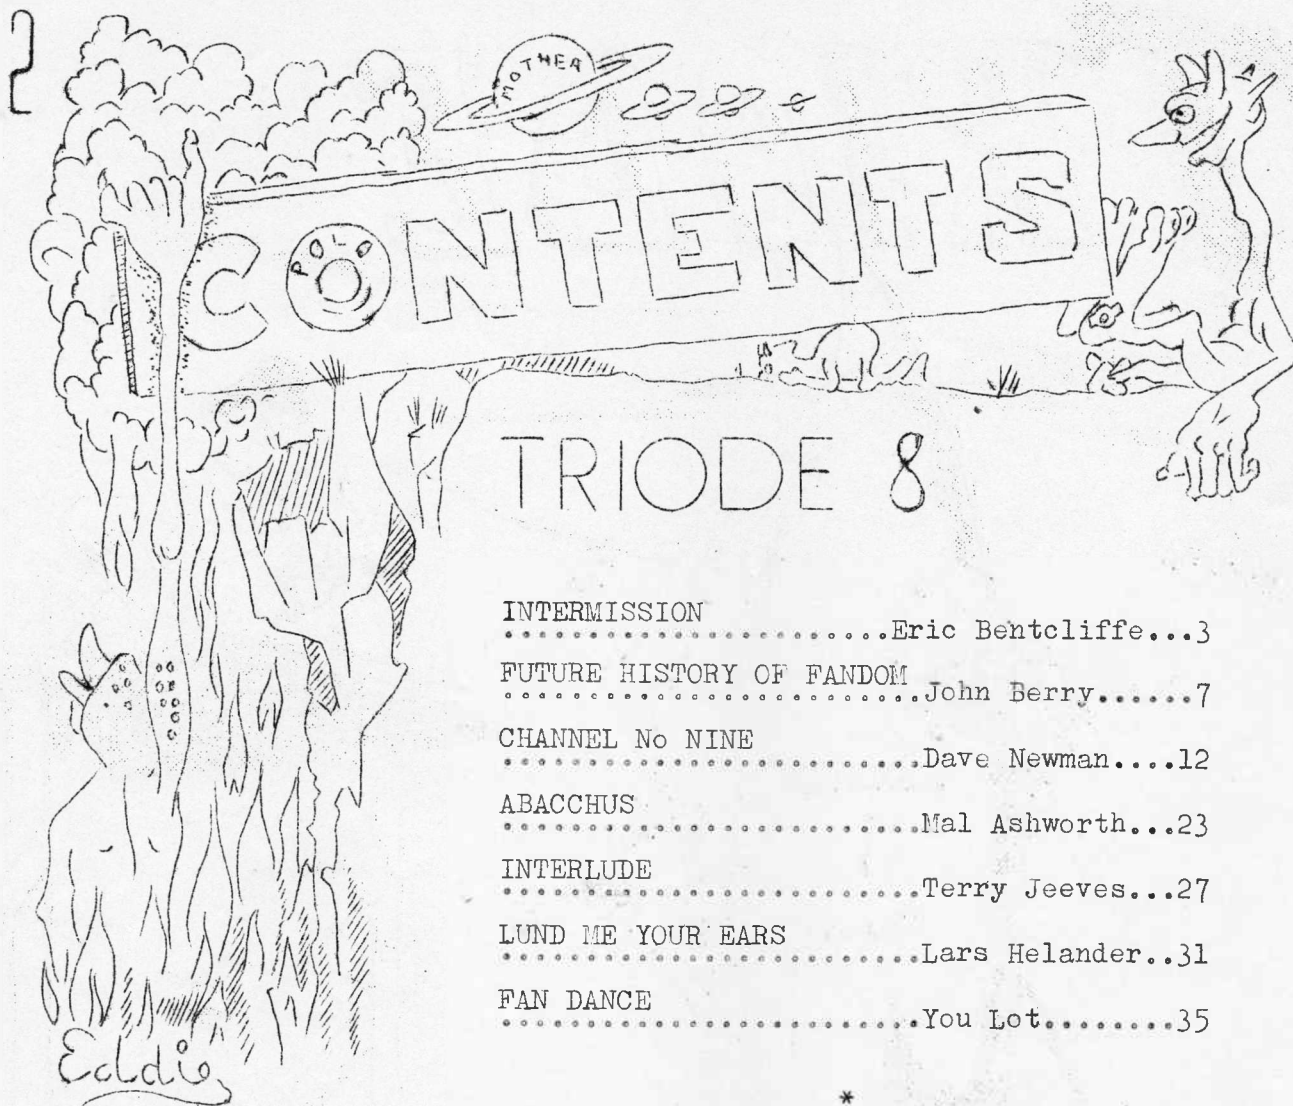 2
MOTHER
A
CONTENTS
POLO
TRIODE 8
INTERMISSION
......................Eric Bentcliffe...3
FUTURE HISTORY OF FANDOM
........................John Berry......7
CHANNEL No NINE
........................Dave Newman....12
ABACCHUS
........................Mal Ashworth...23
INTERLUDE
........................Terry Jeeves...27
LUND ME YOUR EARS
........................Lars Helander..31
FAN DANCE
........................You Lot........35
Eddie
*